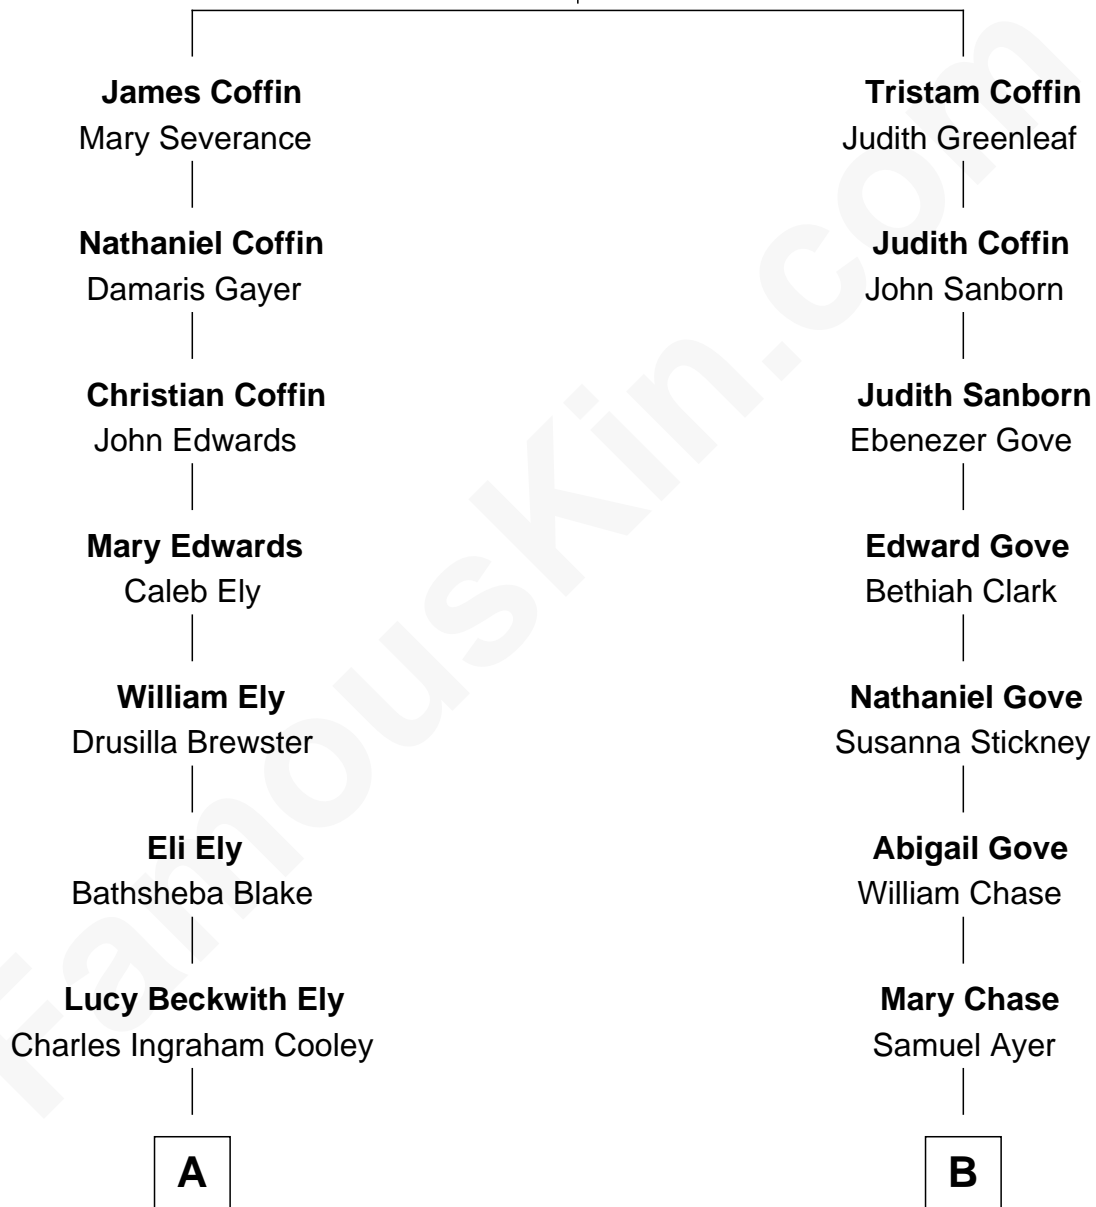 James Coffin
Mary Severance
Nathaniel Coffin
Damaris Gayer
Christian Coffin
John Edwards
Mary Edwards
Caleb Ely
William Ely
Drusilla Brewster
Eli Ely
Bathsheba Blake
Lucy Beckwith Ely
Charles Ingraham Cooley
A
Tristam Coffin
Judith Greenleaf
Judith Coffin
John Sanborn
Judith Sanborn
Ebenezer Gove
Edward Gove
Bethiah Clark
Nathaniel Gove
Susanna Stickney
Abigail Gove
William Chase
Mary Chase
Samuel Ayer
B
FamousKin.com